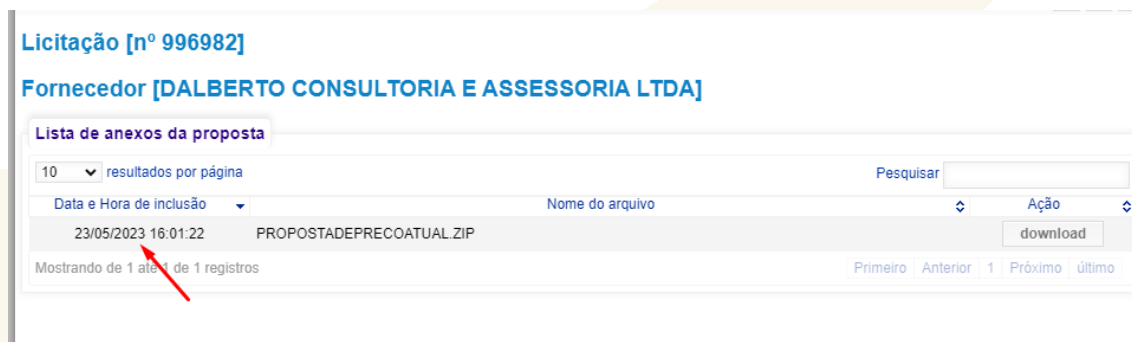 Licitação [nº 996982]
Fornecedor [DALBERTO CONSULTORIA E ASSESSORIA LTDA]
Lista de anexos da proposta
10 resultados por página Pesquisar
Data e Hora de inclusão Nome do arquivo Ação
23/05/2023 16:01:22 PROPOSTADEPRECOATUAL.ZIP download
Mostrando de 1 até 1 de 1 registros Primeiro Anterior 1 Próximo último